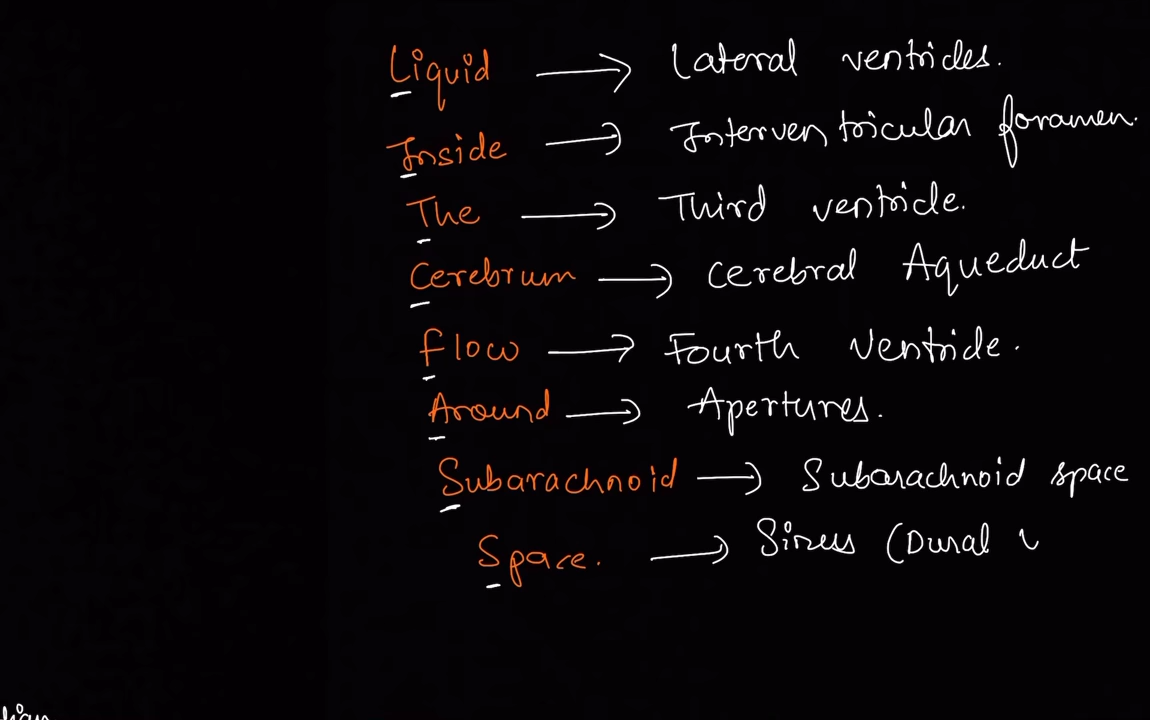 Liquid → Lateral ventricles.
Inside → Interventricular foramen.
The → Third ventricle.
Cerebrum → Cerebral Aqueduct
Flow → Fourth Ventricle.
Around → Apertures.
Subarachnoid → Subarachnoid space
Space. → (Dural